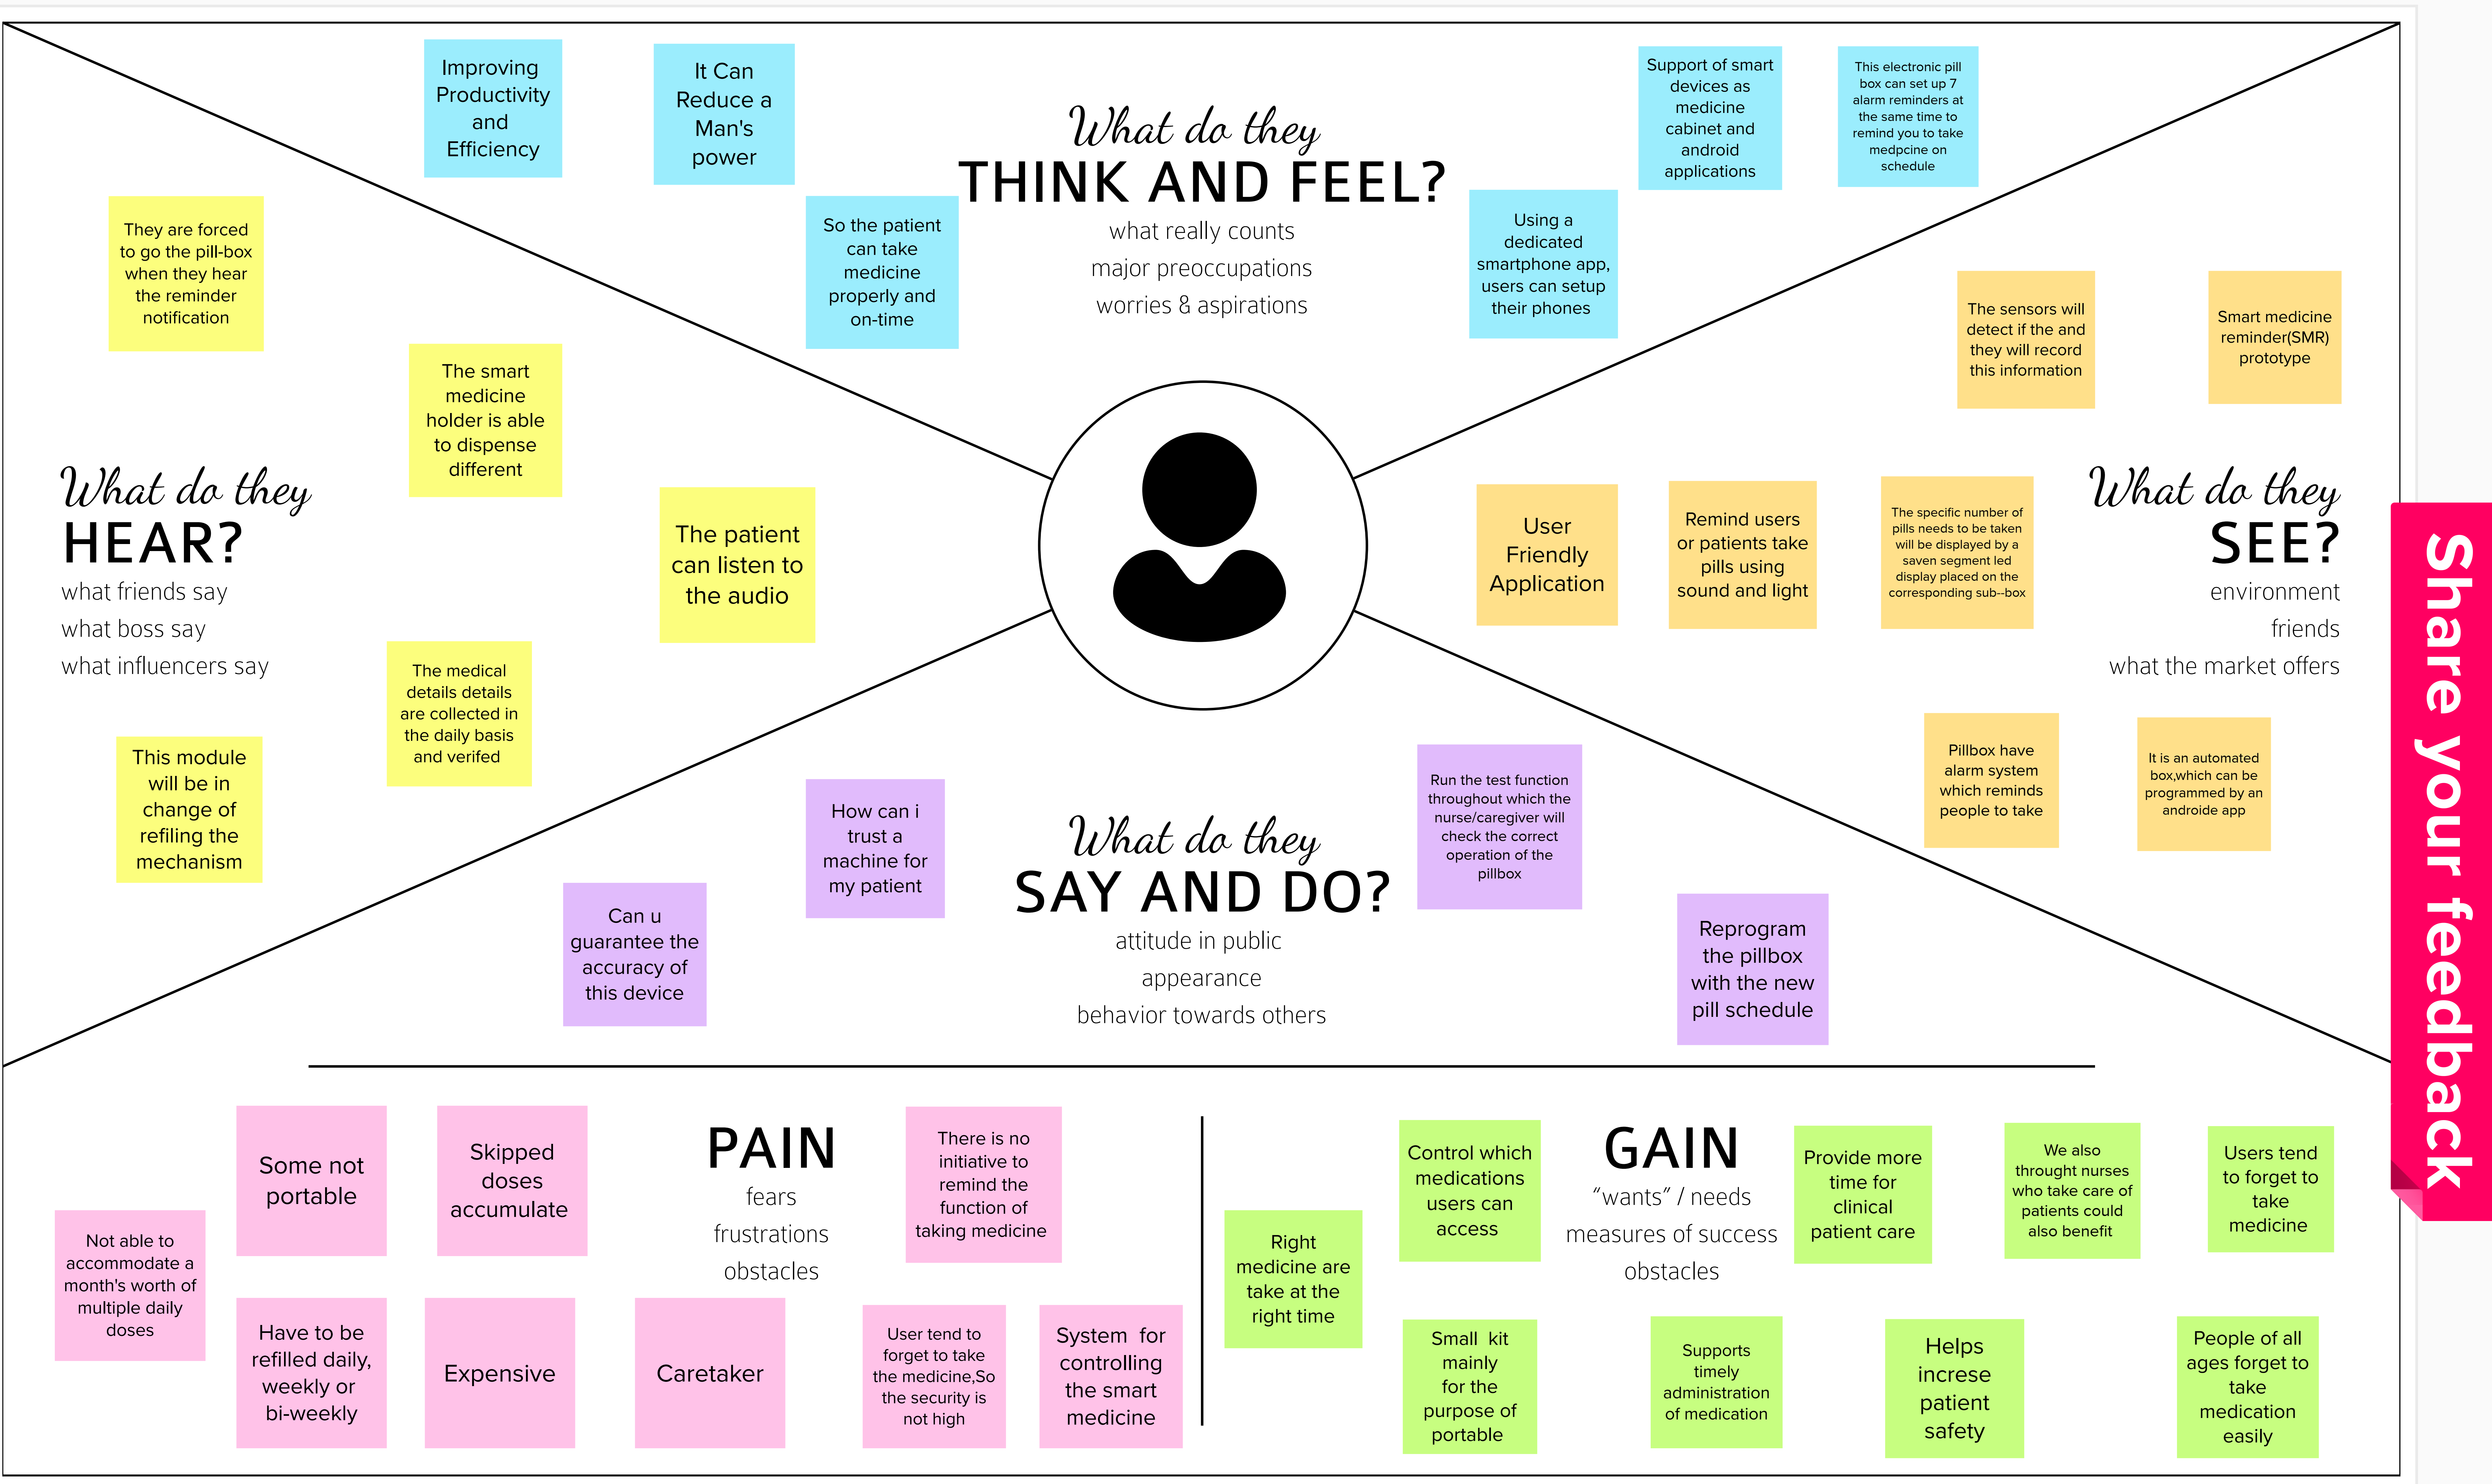 Improving
Productivity
and
Efficiency
It Can
Reduce a
Man's
power
So the patient
can take
medicine
properly and
on-time
What do they
THINK AND FEEL?
what really counts
major preoccupations
worries & aspirations
Using a
dedicated
smartphone app,
users can setup
their phones
Support of smart
devices as
medicine
cabinet and
android
applications
This electronic pill
box can set up 7
alarm reminders at
the same time to
remind you to take
medpcine on
schedule
They are forced
to go the pill-box
when they hear
the reminder
notification
The smart
medicine
holder is able
to dispense
different
The patient
can listen to
the audio
What do they
HEAR?
what friends say
what boss say
what influencers say
The medical
details details
are collected in
the daily basis
and verifed
This module
will be in
change of
refiling the
mechanism
The sensors will
detect if the and
they will record
this information
Smart medicine
reminder(SMR)
prototype
User
Friendly
Application
Remind users
or patients take
pills using
sound and light
The specific number of
pills needs to be taken
will be displayed by a
saven segment led
display placed on the
corresponding sub--box
What do they
SEE?
environment
friends
what the market offers
Pillbox have
alarm system
which reminds
people to take
It is an automated
box,which can be
programmed by an
androide app
How can i
trust a
machine for
my patient
Can u
guarantee the
accuracy of
this device
What do they
SAY AND DO?
attitude in public
appearance
behavior towards others
Run the test function
throughout which the
nurse/caregiver will
check the correct
operation of the
pillbox
Reprogram
the pillbox
with the new
pill schedule
Share your feedback
Not able to
accommodate a
month's worth of
multiple daily
doses
Some not
portable
Skipped
doses
accumulate
PAIN
fears
frustrations
obstacles
There is no
initiative to
remind the
function of
taking medicine
Have to be
refilled daily,
weekly or
bi-weekly
Expensive
Caretaker
User tend to
forget to take
the medicine,So
the security is
not high
System for
controlling
the smart
medicine
Right
medicine are
take at the
right time
Control which
medications
users can
access
GAIN
“wants” / needs
measures of success
obstacles
Provide more
time for
clinical
patient care
We also
throught nurses
who take care of
patients could
also benefit
Users tend
to forget to
take
medicine
Small kit
mainly
for the
purpose of
portable
Supports
timely
administration
of medication
Helps
increse
patient
safety
People of all
ages forget to
take
medication
easily